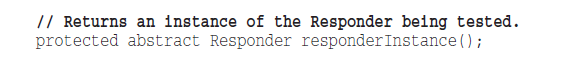 // Returns an instance of the Responder being tested.
protected abstract Responder responderInstance();